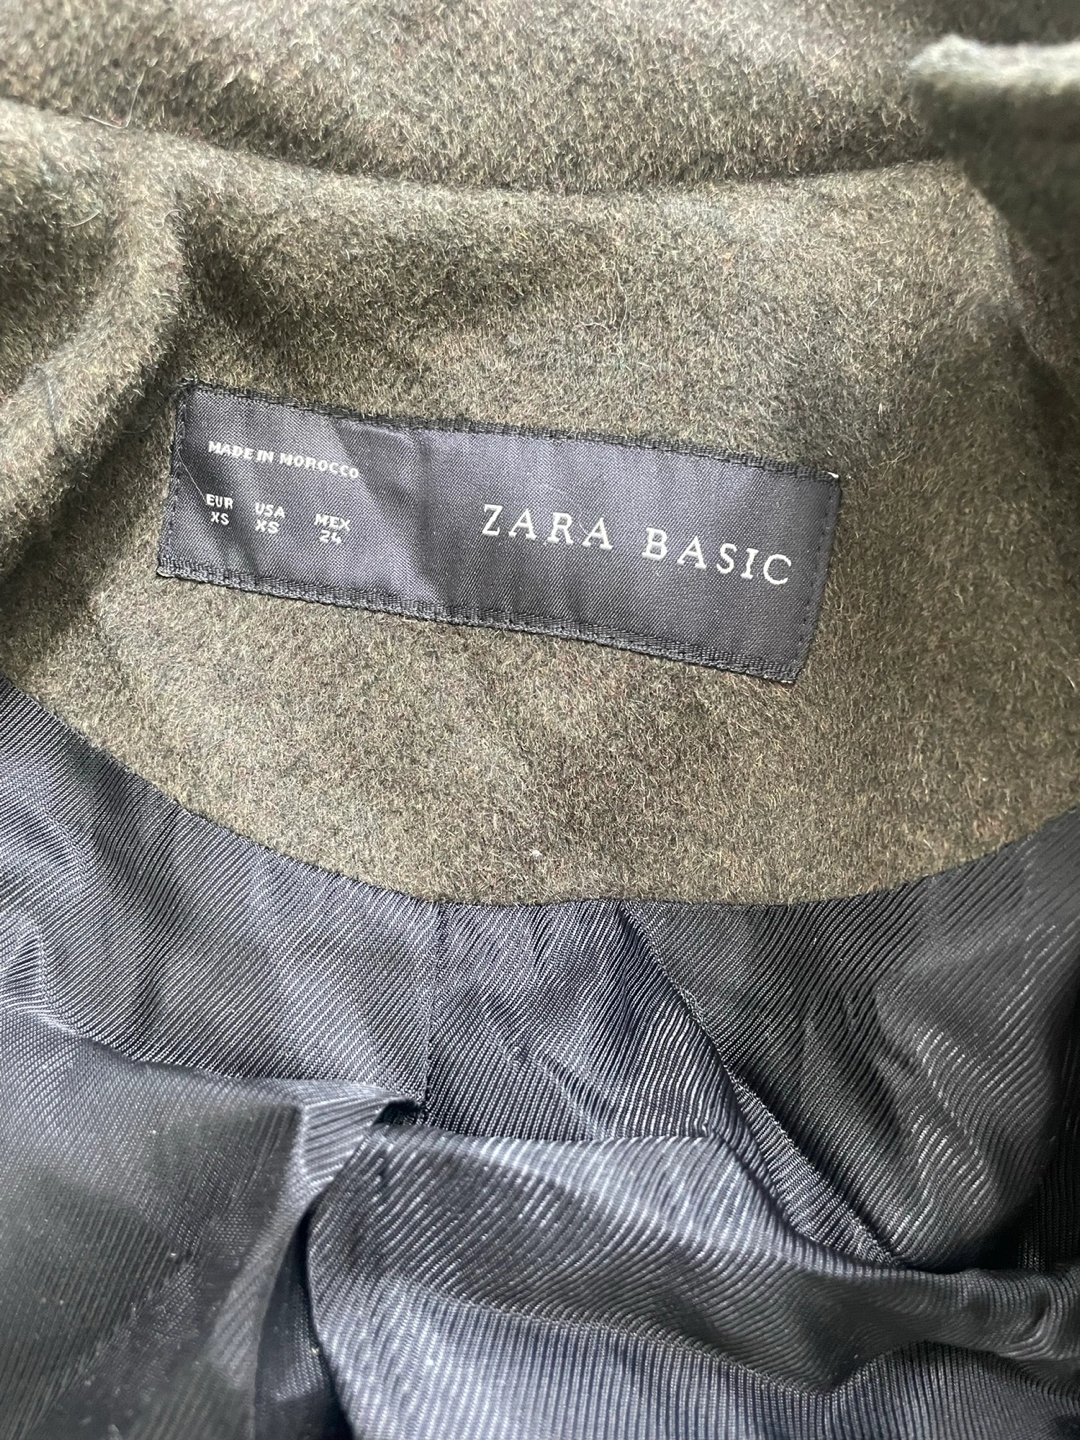 MADE IN MOROCCO
EUR USA MEX
XS XS 24
ZARA BASIC